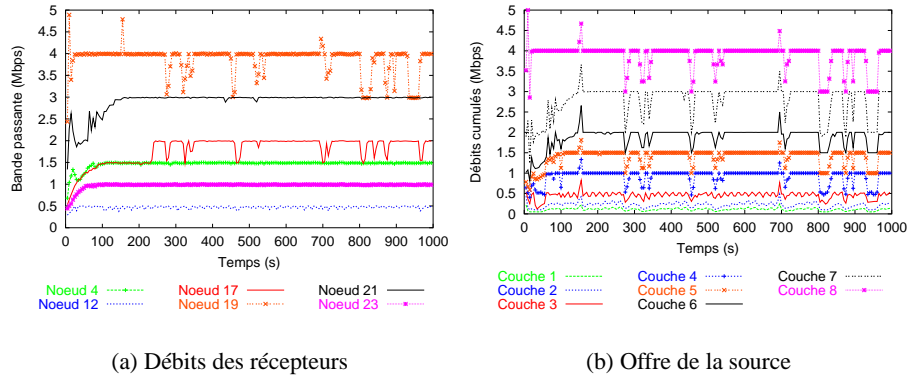 Bande passante (Mbps)
5
4.5
4
3.5
3
2.5
2
1.5
1
0.5
0
0 100 200 300 400 500 600 700 800 900 1000
Temps (s)
Noeud 4
Noeud 17
Noeud 21
Noeud 12
Noeud 19
Noeud 23
(a) Débits des récepteurs
Débits cumulés (Mbps)
5
4.5
4
3.5
3
2.5
2
1.5
1
0.5
0
0 100 200 300 400 500 600 700 800 900 1000
Temps (s)
Couche 1
Couche 4
Couche 7
Couche 2
Couche 5
Couche 8
Couche 3
Couche 6
(b) Offre de la source